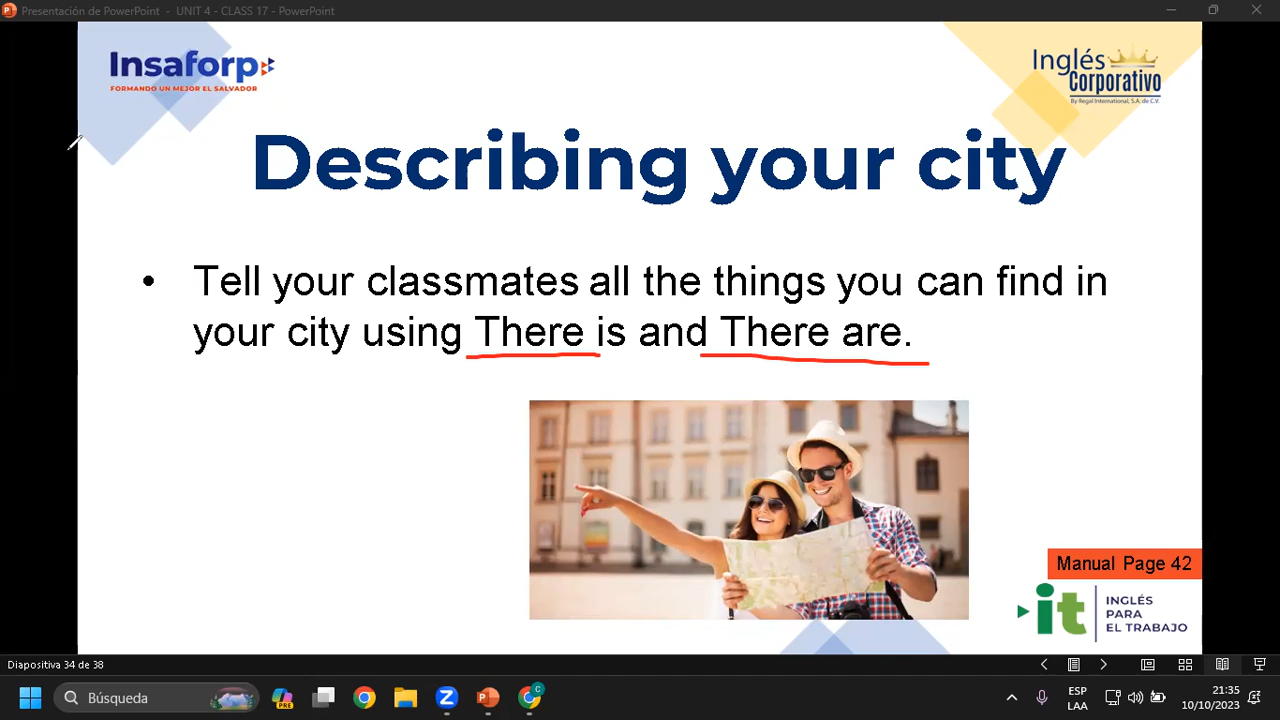 Presentación de PowerPoint - UNIT 4 - CLASS 17 - PowerPoint
Insaforp
FORMANDO UN MEJOR EL SALVADOR
Inglés
Corporativo
By Regal International, S.A. de C.V.
Describing your city
• Tell your classmates all the things you can find in
your city using There is and There are.
Manual Page 42
it
INGLÉS
PARA
EL TRABAJO
Diapositiva 34 de 38
Búsqueda
PRE
C
ESP
LAA
21:35
10/10/2023